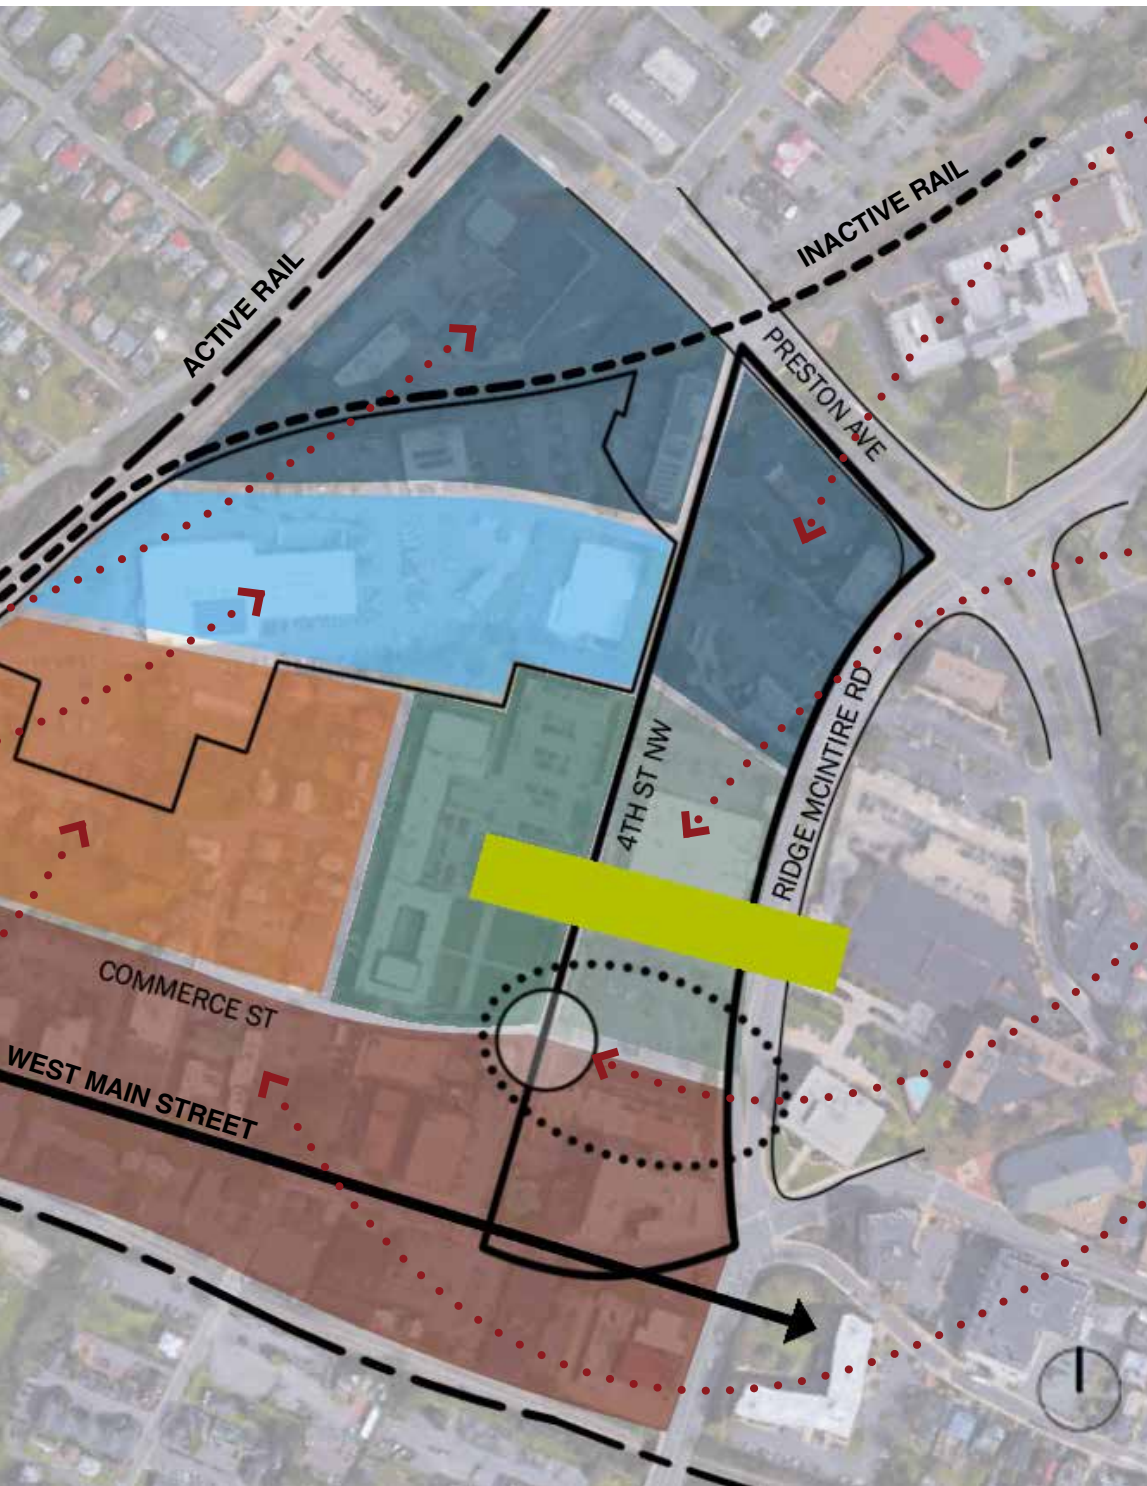 ACTIVE RAIL
INACTIVE RAIL
PRESTON AVE
4TH ST NW
RIDGE MCINTIRE RD
COMMERCE ST
WEST MAIN STREET